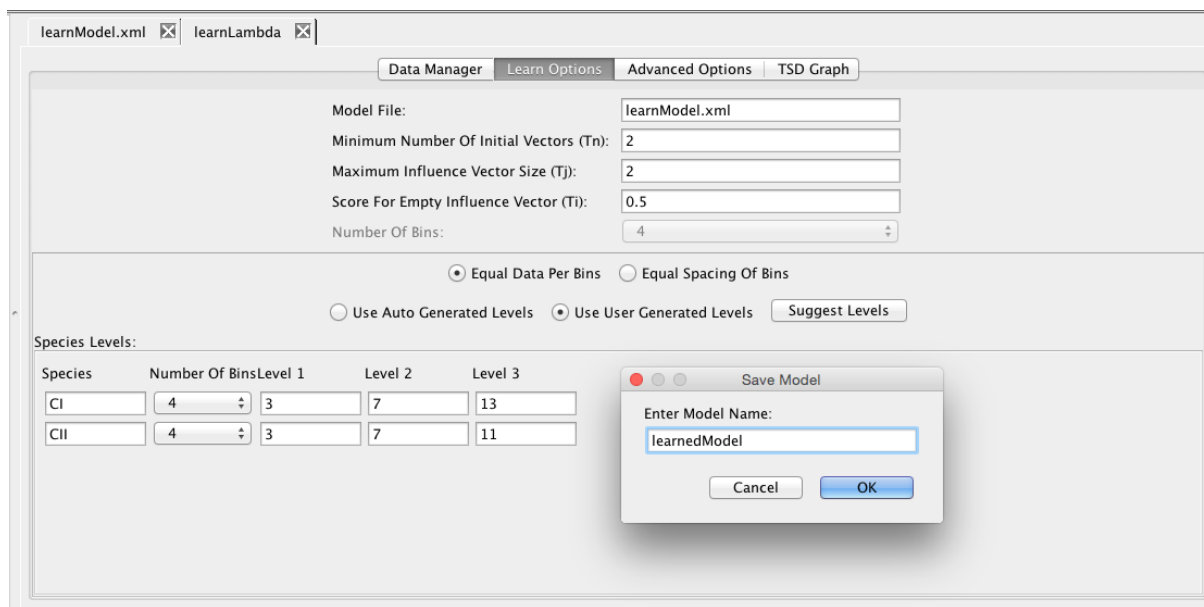 learnModel.xml learnLambda
Data Manager Learn Options Advanced Options TSD Graph
Model File: learnModel.xml
Minimum Number Of Initial Vectors (Tn): 2
Maximum Influence Vector Size (Tj): 2
Score For Empty Influence Vector (Ti): 0.5
Number Of Bins: 4
Equal Data Per Bins Equal Spacing Of Bins
Use Auto Generated Levels Use User Generated Levels Suggest Levels
Species Levels:
Species Number Of Bins Level 1 Level 2 Level 3
CI 4 3 7 13
CII 4 3 7 11
Save Model
Enter Model Name:
learnedModel
Cancel OK